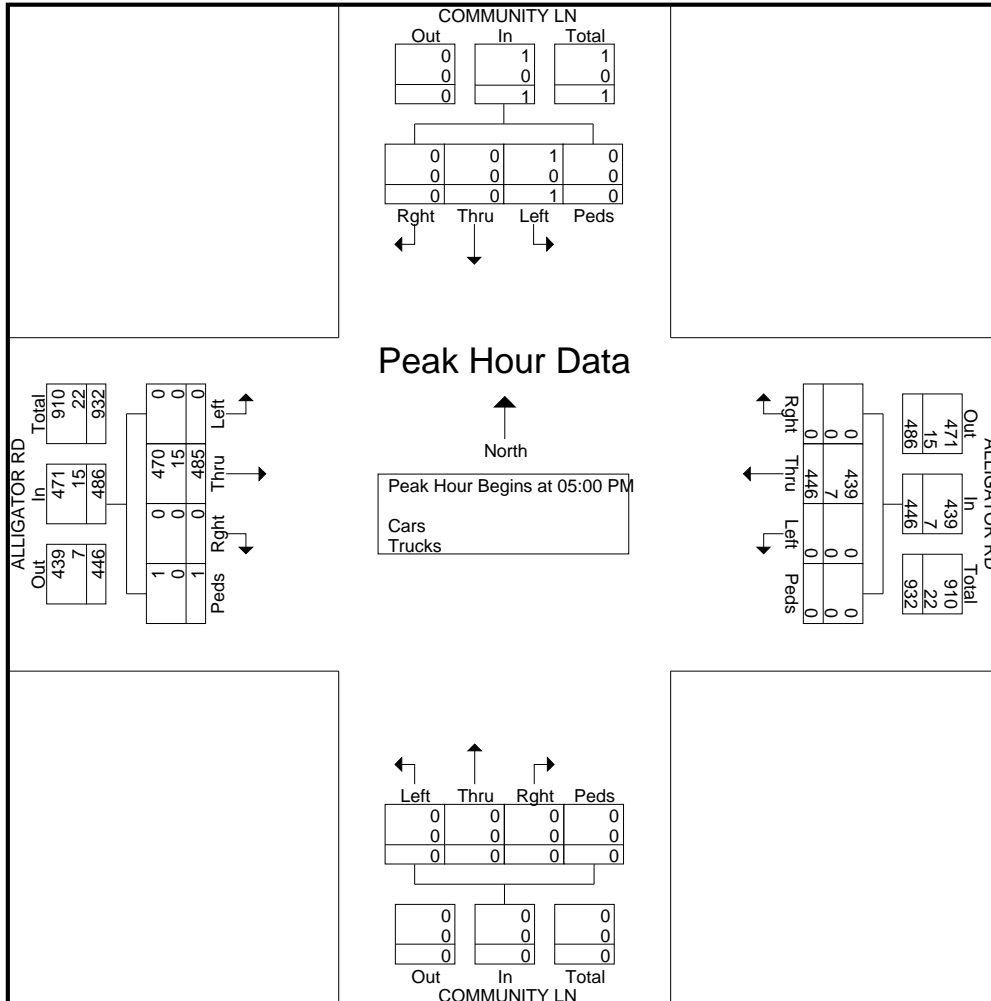 COMMUNITY LN
Out In Total
0 1 1
0 0 0
0 1 1
0 0 1 0
0 0 0 0
0 0 1 0
Rght Thru Left Peds
Peak Hour Data
North
Peak Hour Begins at 05:00 PM
Cars
Trucks
ALLIGATOR RD
Out In Total
439 471 910
7 15 22
446 486 932
Peds Rght Thru Left
1 0 470 0
0 0 15 0
1 0 485 0
ALLIGATOR RD
Out In Total
471 439 910
15 7 22
486 446 932
Rght Thru Left Peds
0 439 0 0
0 7 0 0
0 446 0 0
Left Thru Rght Peds
0 0 0 0
0 0 0 0
0 0 0 0
0 0 0
0 0 0
0 0 0
Out In Total
COMMUNITY LN